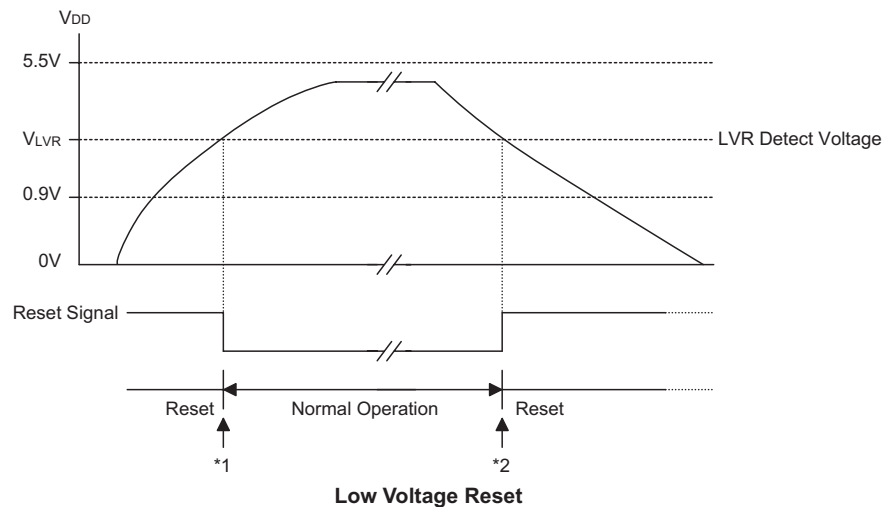 VDD
5.5V
VLVR
LVR Detect Voltage
0.9V
0V
Reset Signal
Reset
Normal Operation
Reset
*1
*2
Low Voltage Reset